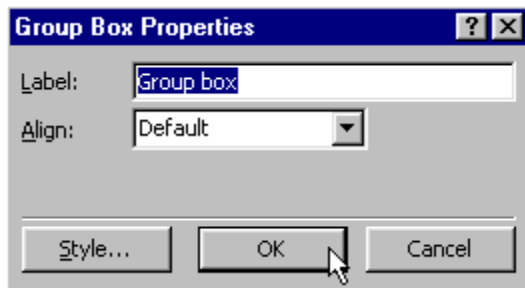 Group Box Properties ?
Label: Group box
Align: Default
Style... OK Cancel